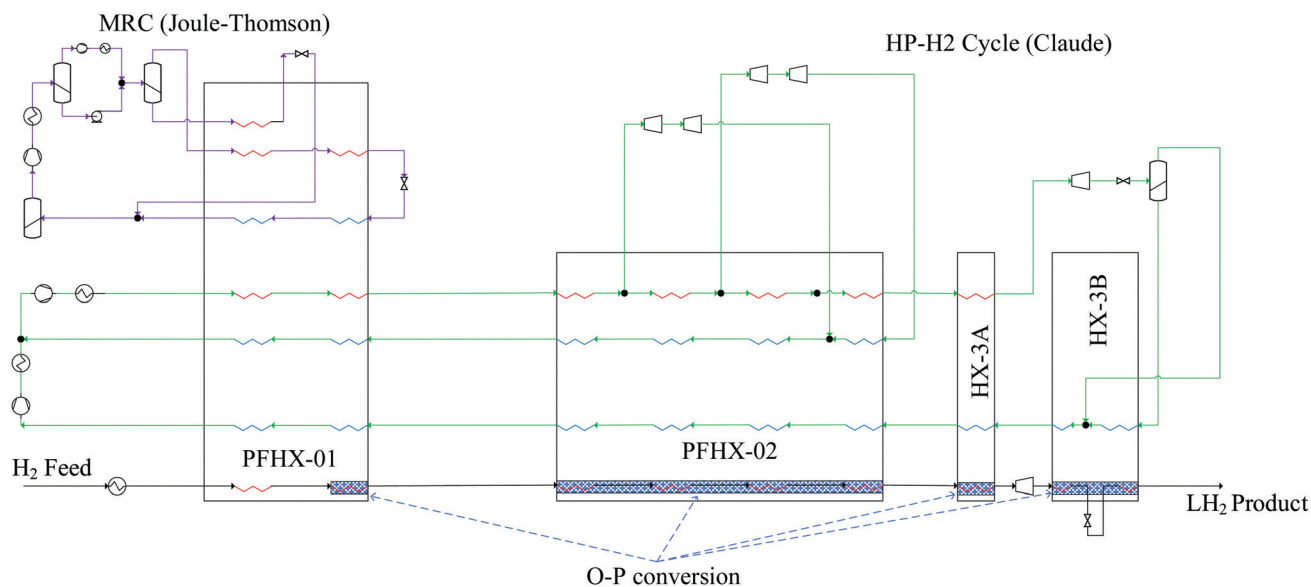 MRC (Joule-Thomson)
HP-H2 Cycle (Claude)
HX-3B
HX-3A
PFHX-01
PFHX-02
H₂ Feed
LH₂ Product
O-P conversion